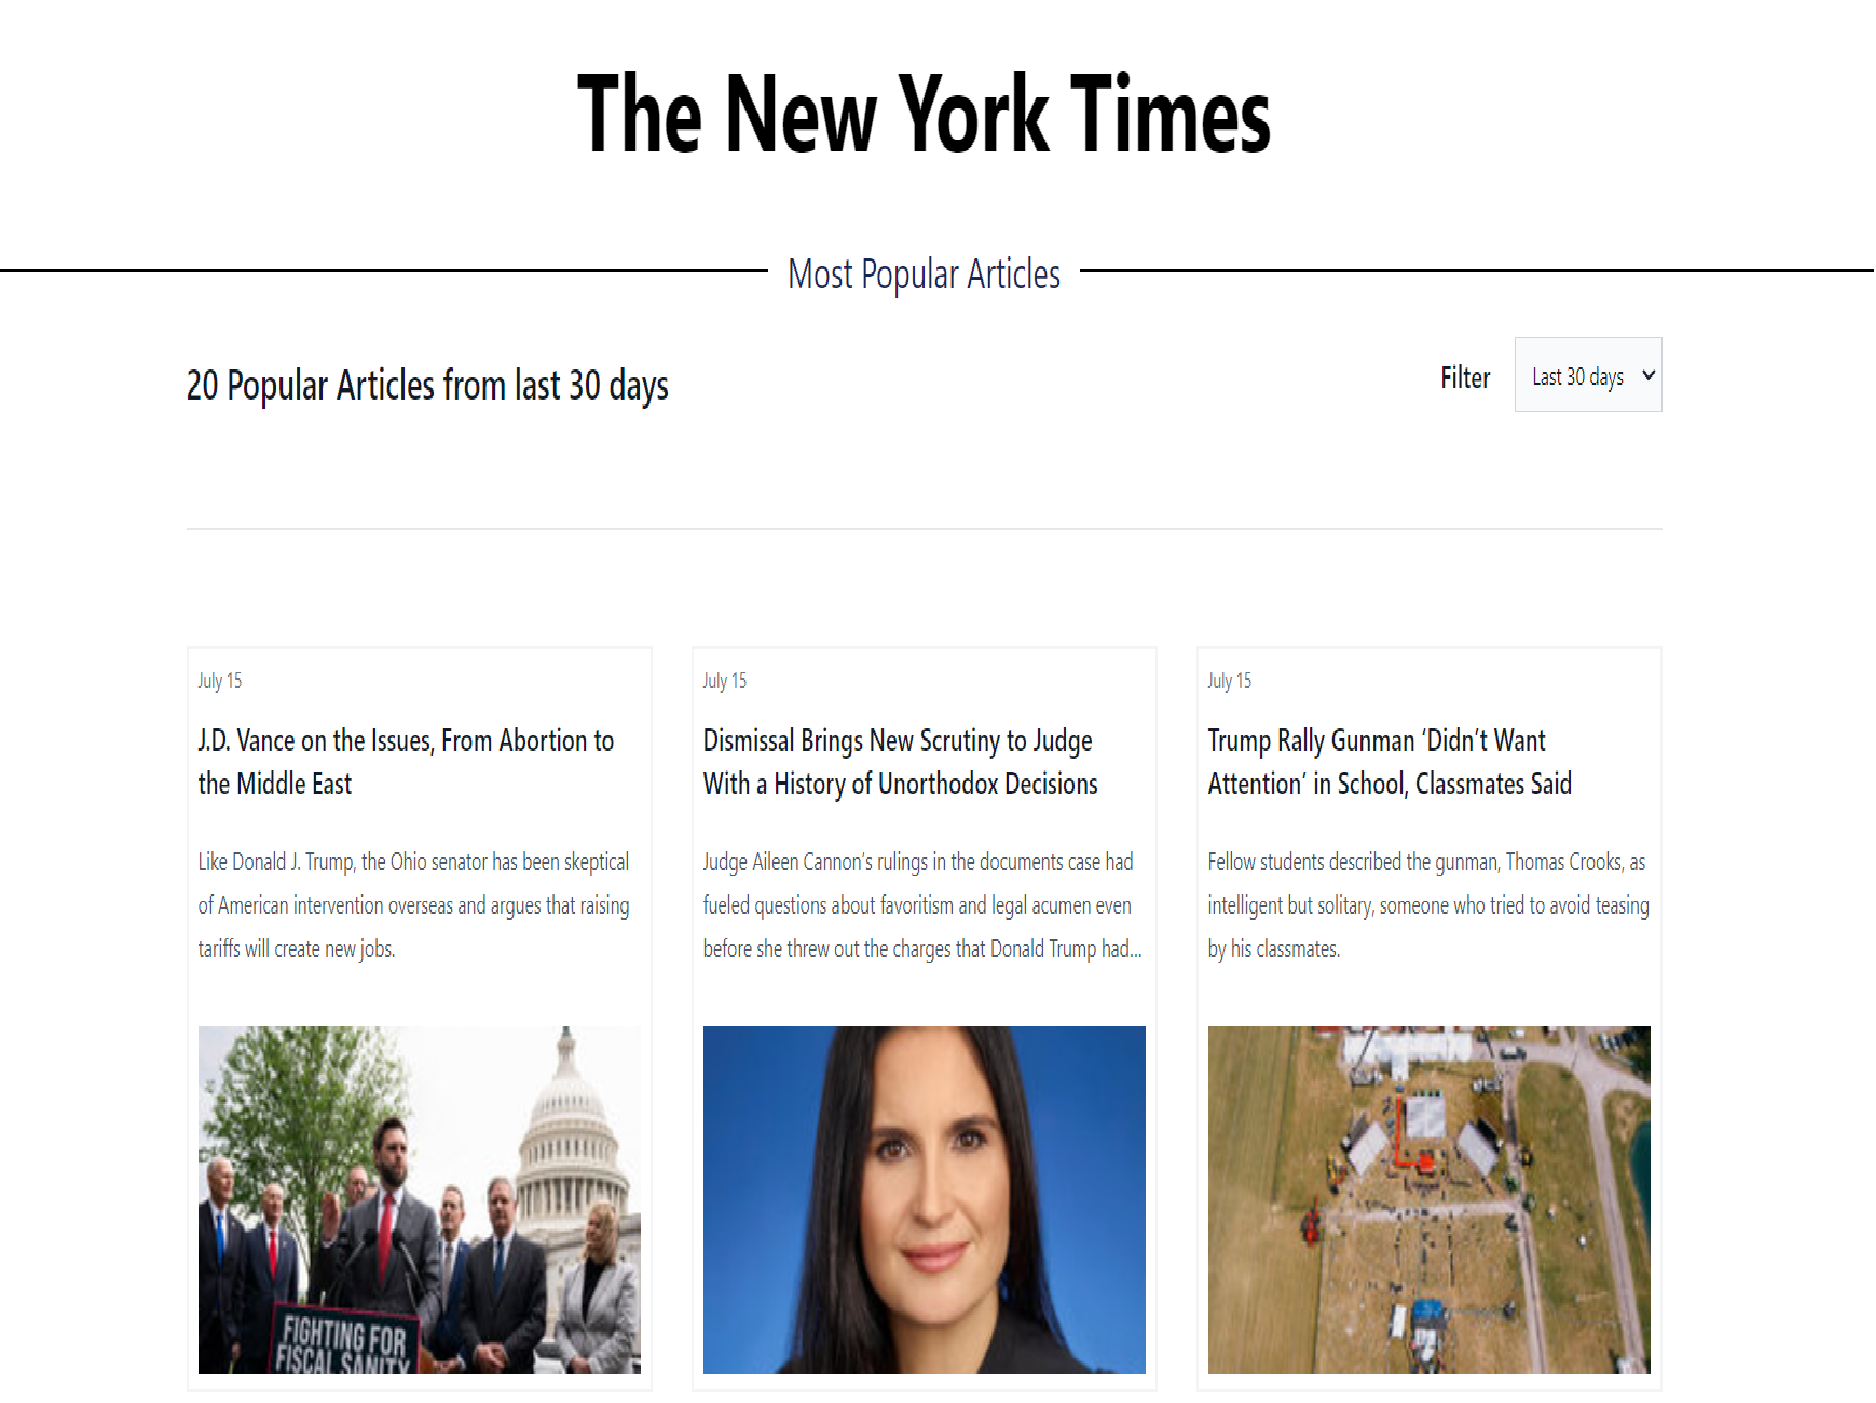 The New York Times
Most Popular Articles
20 Popular Articles from last 30 days
Filter
Last 30 days
July 15
J.D. Vance on the Issues, From Abortion to
the Middle East
Like Donald J. Trump, the Ohio senator has been skeptical
of American intervention overseas and argues that raising
tariffs will create new jobs.
FIGHTING FOR
FISCAL SANITY
July 15
Dismissal Brings New Scrutiny to Judge
With a History of Unorthodox Decisions
Judge Aileen Cannon’s rulings in the documents case had
fueled questions about favoritism and legal acumen even
before she threw out the charges that Donald Trump had...
July 15
Trump Rally Gunman ‘Didn’t Want
Attention’ in School, Classmates Said
Fellow students described the gunman, Thomas Crooks, as
intelligent but solitary, someone who tried to avoid teasing
by his classmates.